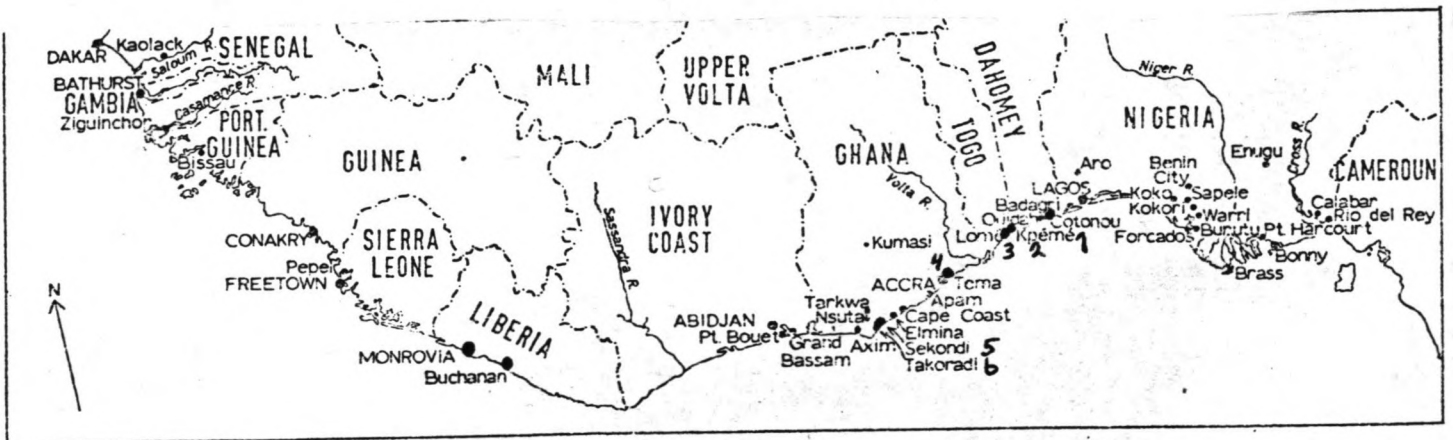 DAKAR
Kaolack
Saloum R.
SENEGAL
BATHURST
GAMBIA
Casamance R.
Ziguinchor
PORT.
GUINEA
Bissau
GUINEA
MALI
UPPER
VOLTA
CONAKRY
SIERRA
LEONE
Pepel
FREETOWN
N
LIBERIA
MONROVIA
Buchanan
IVORY
COAST
Sassandra R.
ABIDJAN
Pt. Bouet
Grand
Bassam
GHANA
Volta R.
Kumasi
Tarkwa
Nsuta
Axim
4
ACCRA
Tema
Apam
Cape Coast
Elmina
Sekondi 5
Takoradi 6
TOGO
DAHOMEY
Lomé
3
Kpémé
2
Ouida
Cotonou
1
Badagri
LAGOS
Aro
Niger R.
NIGERIA
Benin
City
Koko
Sapele
Kokori
Warri
Forcados
Burutu
Pt. Harcourt
Brass
Bonny
Enugu
Cross R.
Calabar
Rio del Rey
CAMEROUN